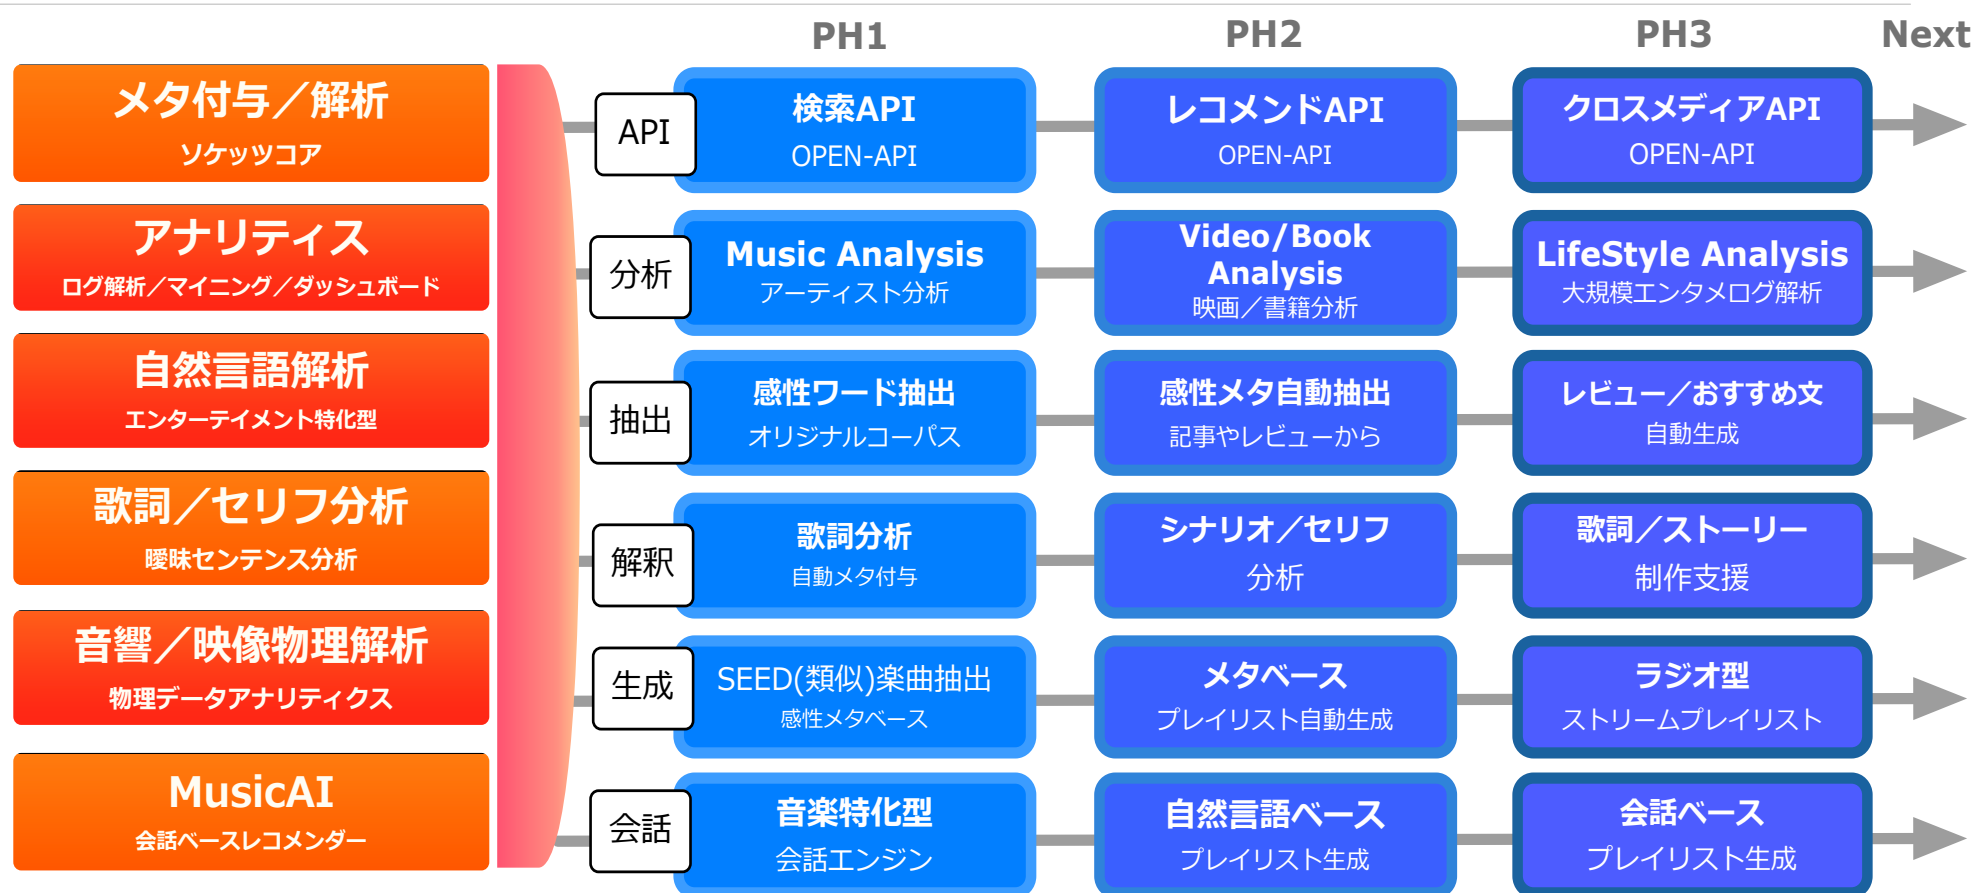 PH1
PH2
PH3
Next
メタ付与／解析
ソケッツコア
API
検索API
OPEN-API
レコメンドAPI
OPEN-API
クロスメディアAPI
OPEN-API
アナリティス
ログ解析／マイニング／ダッシュボード
分析
Music Analysis
アーティスト分析
Video/Book
Analysis
映画／書籍分析
LifeStyle Analysis
大規模エンタメログ解析
自然言語解析
エンターテイメント特化型
抽出
感性ワード抽出
オリジナルコーパス
感性メタ自動抽出
記事やレビューから
レビュー／おすすめ文
自動生成
歌詞／セリフ分析
曖昧センテンス分析
解釈
歌詞分析
自動メタ付与
シナリオ／セリフ
分析
歌詞／ストーリー
制作支援
音響／映像物理解析
物理データアナリティクス
生成
SEED(類似)楽曲抽出
感性メタベース
メタベース
プレイリスト自動生成
ラジオ型
ストリームプレイリスト
MusicAI
会話ベースレコメンダー
会話
音楽特化型
会話エンジン
自然言語ベース
プレイリスト生成
会話ベース
プレイリスト生成